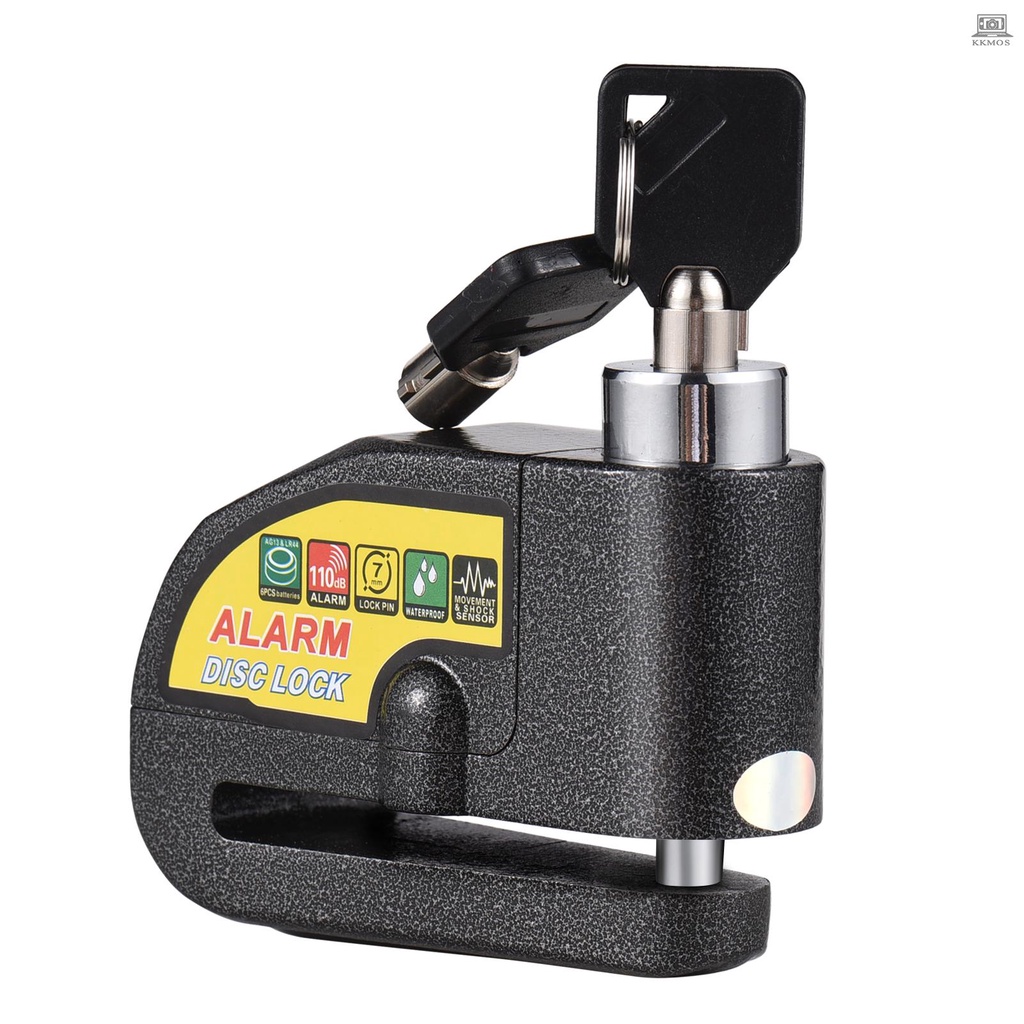 KKMOS
AG13 & LR44
6PCS batteries
110dB
ALARM
7
mm
LOCK PIN
WATERPROOF
MOVEMENT
& SHOCK
SENSOR
ALARM
DISC LOCK